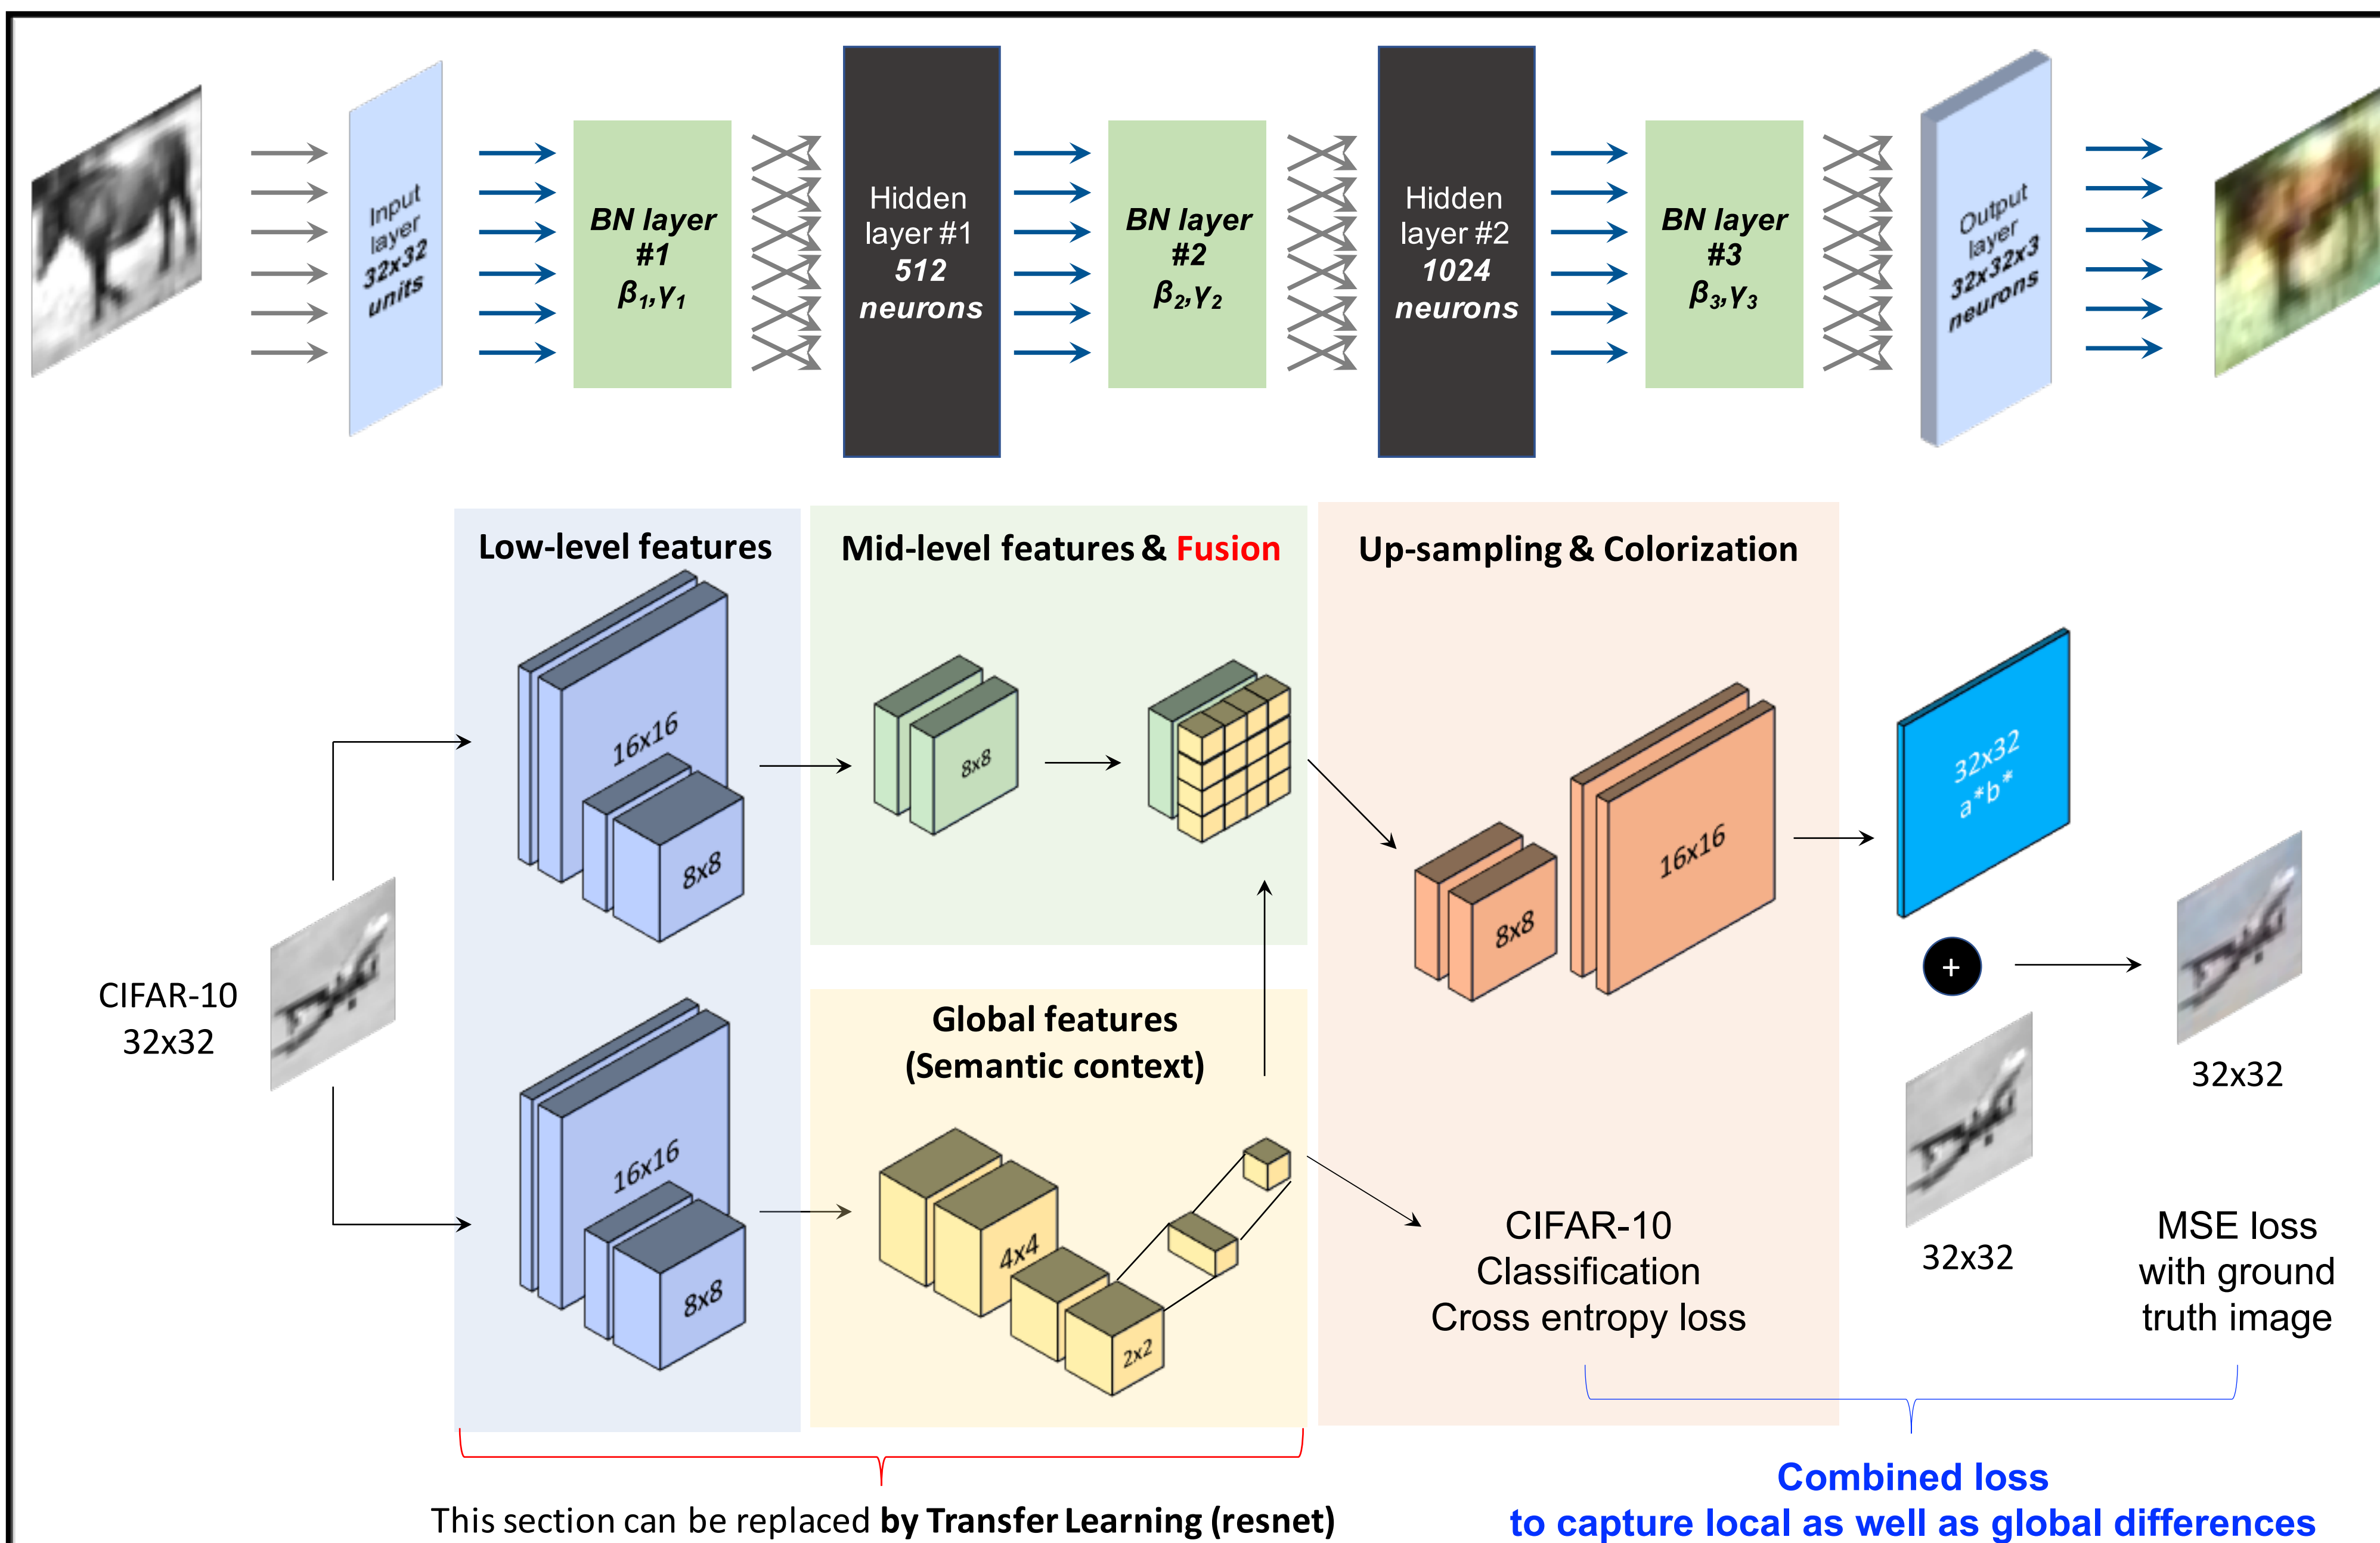 Input
layer
32x32
units
BN layer
#1
β₁,γ₁
Hidden
layer #1
512
neurons
BN layer
#2
β₂,γ₂
Hidden
layer #2
1024
neurons
BN layer
#3
β₃,γ₃
Output
layer
32x32x3
neurons
Low-level features
Mid-level features & Fusion
Up-sampling & Colorization
16x16
8x8
8x8
8x8
16x16
32x32
a*b*
+
32x32
CIFAR-10
32x32
Global features
(Semantic context)
16x16
8x8
4x4
2x2
CIFAR-10
Classification
Cross entropy loss
32x32
MSE loss
with ground
truth image
This section can be replaced by Transfer Learning (resnet)
Combined loss
to capture local as well as global differences